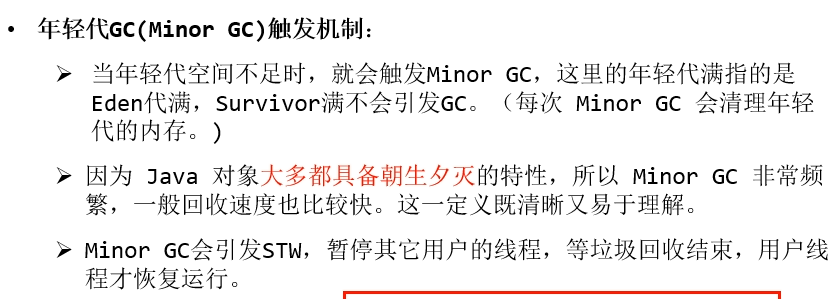 • 年轻代GC(Minor GC)触发机制：
➢ 当年轻代空间不足时，就会触发Minor GC，这里的年轻代满指的是
Eden代满，Survivor满不会引发GC。（每次 Minor GC 会清理年轻
代的内存。)
➢ 因为 Java 对象大多都具备朝生夕灭的特性，所以 Minor GC 非常频
繁，一般回收速度也比较快。这一定义既清晰又易于理解。
➢ Minor GC会引发STW，暂停其它用户的线程，等垃圾回收结束，用户线
程才恢复运行。